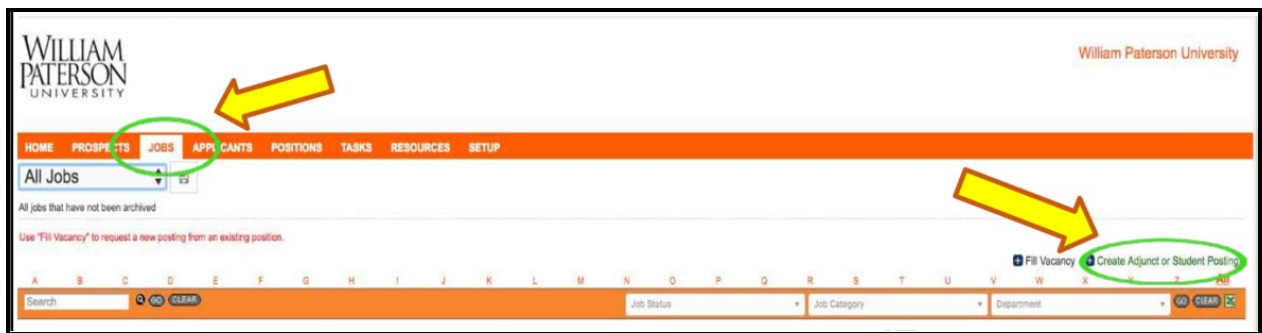 WILLIAM
PATERSON
UNIVERSITY
William Paterson University
HOME PROSPECTS JOBS APPLICANTS POSITIONS TASKS RESOURCES SETUP
All Jobs
All jobs that have not been archived
Use "Fill Vacancy" to request a new posting from an existing position.
Fill Vacancy Create Adjunct or Student Posting
A B C D E F G H I J K L M N O P Q R S T U V W X Y Z All
Search GO CLEAR Job Status Job Category Department GO CLEAR